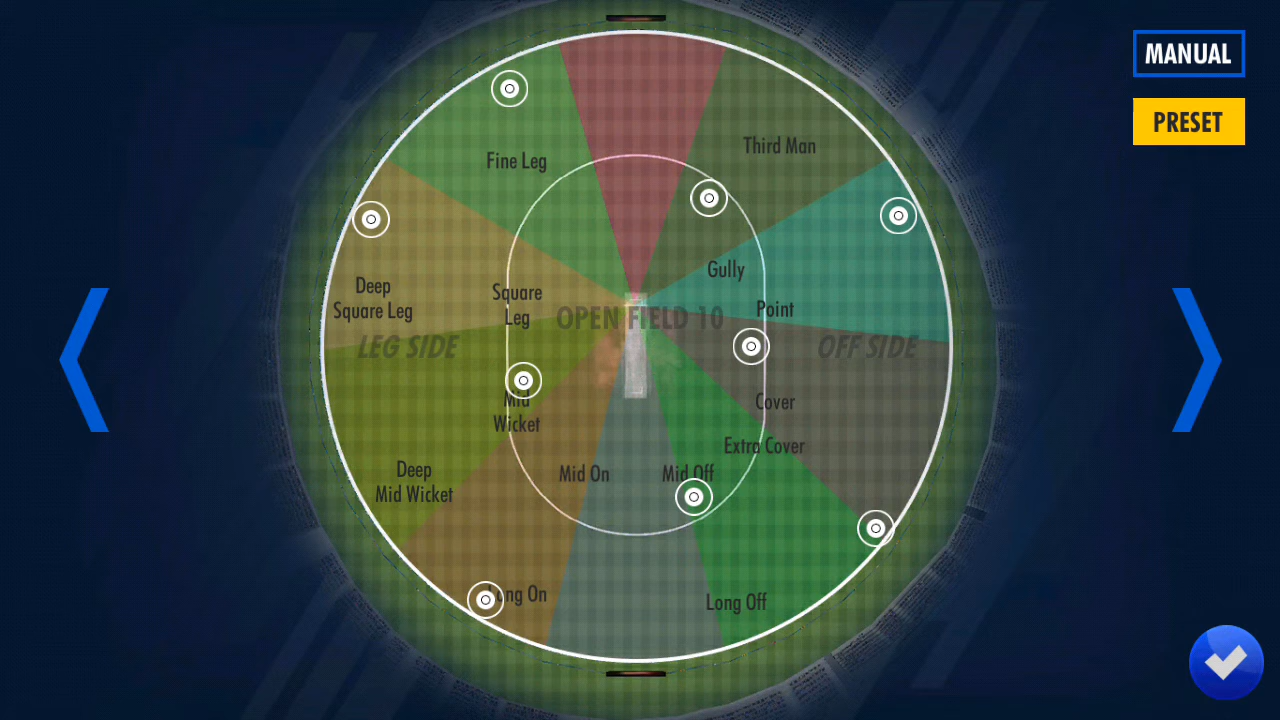 MANUAL
PRESET
Third Man
Fine Leg
Gully
Deep
Square Leg
Square
Leg
Point
OPEN FIELD 10
LEG SIDE
OFF SIDE
Mid
Wicket
Cover
Extra Cover
Deep
Mid Wicket
Mid On
Mid Off
Long On
Long Off